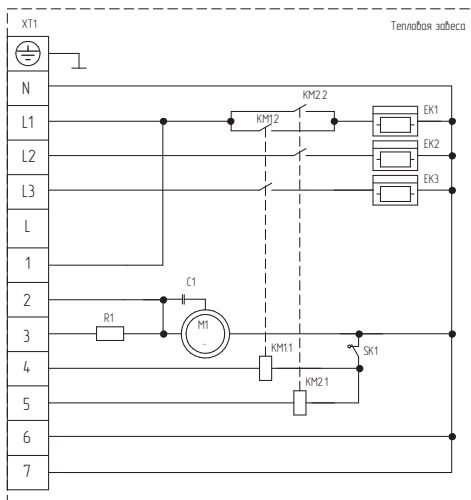 XT1
Тепловая завеса
N
KM2.2
L1
KM1.2
EK1
L2
EK2
L3
EK3
L
1
2
C1
3
R1
M1
~
SK1
4
KM1.1
5
KM2.1
6
7